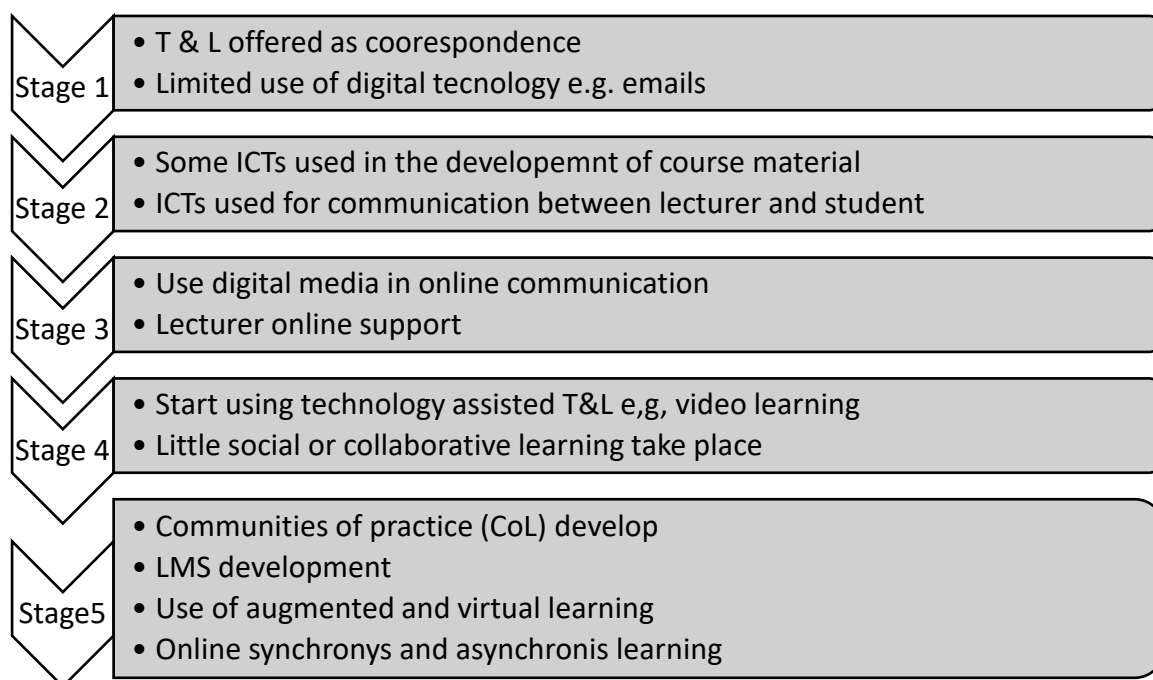 Stage 1
• T & L offered as coorespondence
• Limited use of digital tecnology e.g. emails
Stage 2
• Some ICTs used in the developemnt of course material
• ICTs used for communication between lecturer and student
Stage 3
• Use digital media in online communication
• Lecturer online support
Stage 4
• Start using technology assisted T&L e,g, video learning
• Little social or collaborative learning take place
Stage5
• Communities of practice (CoL) develop
• LMS development
• Use of augmented and virtual learning
• Online synchronys and asynchronis learning